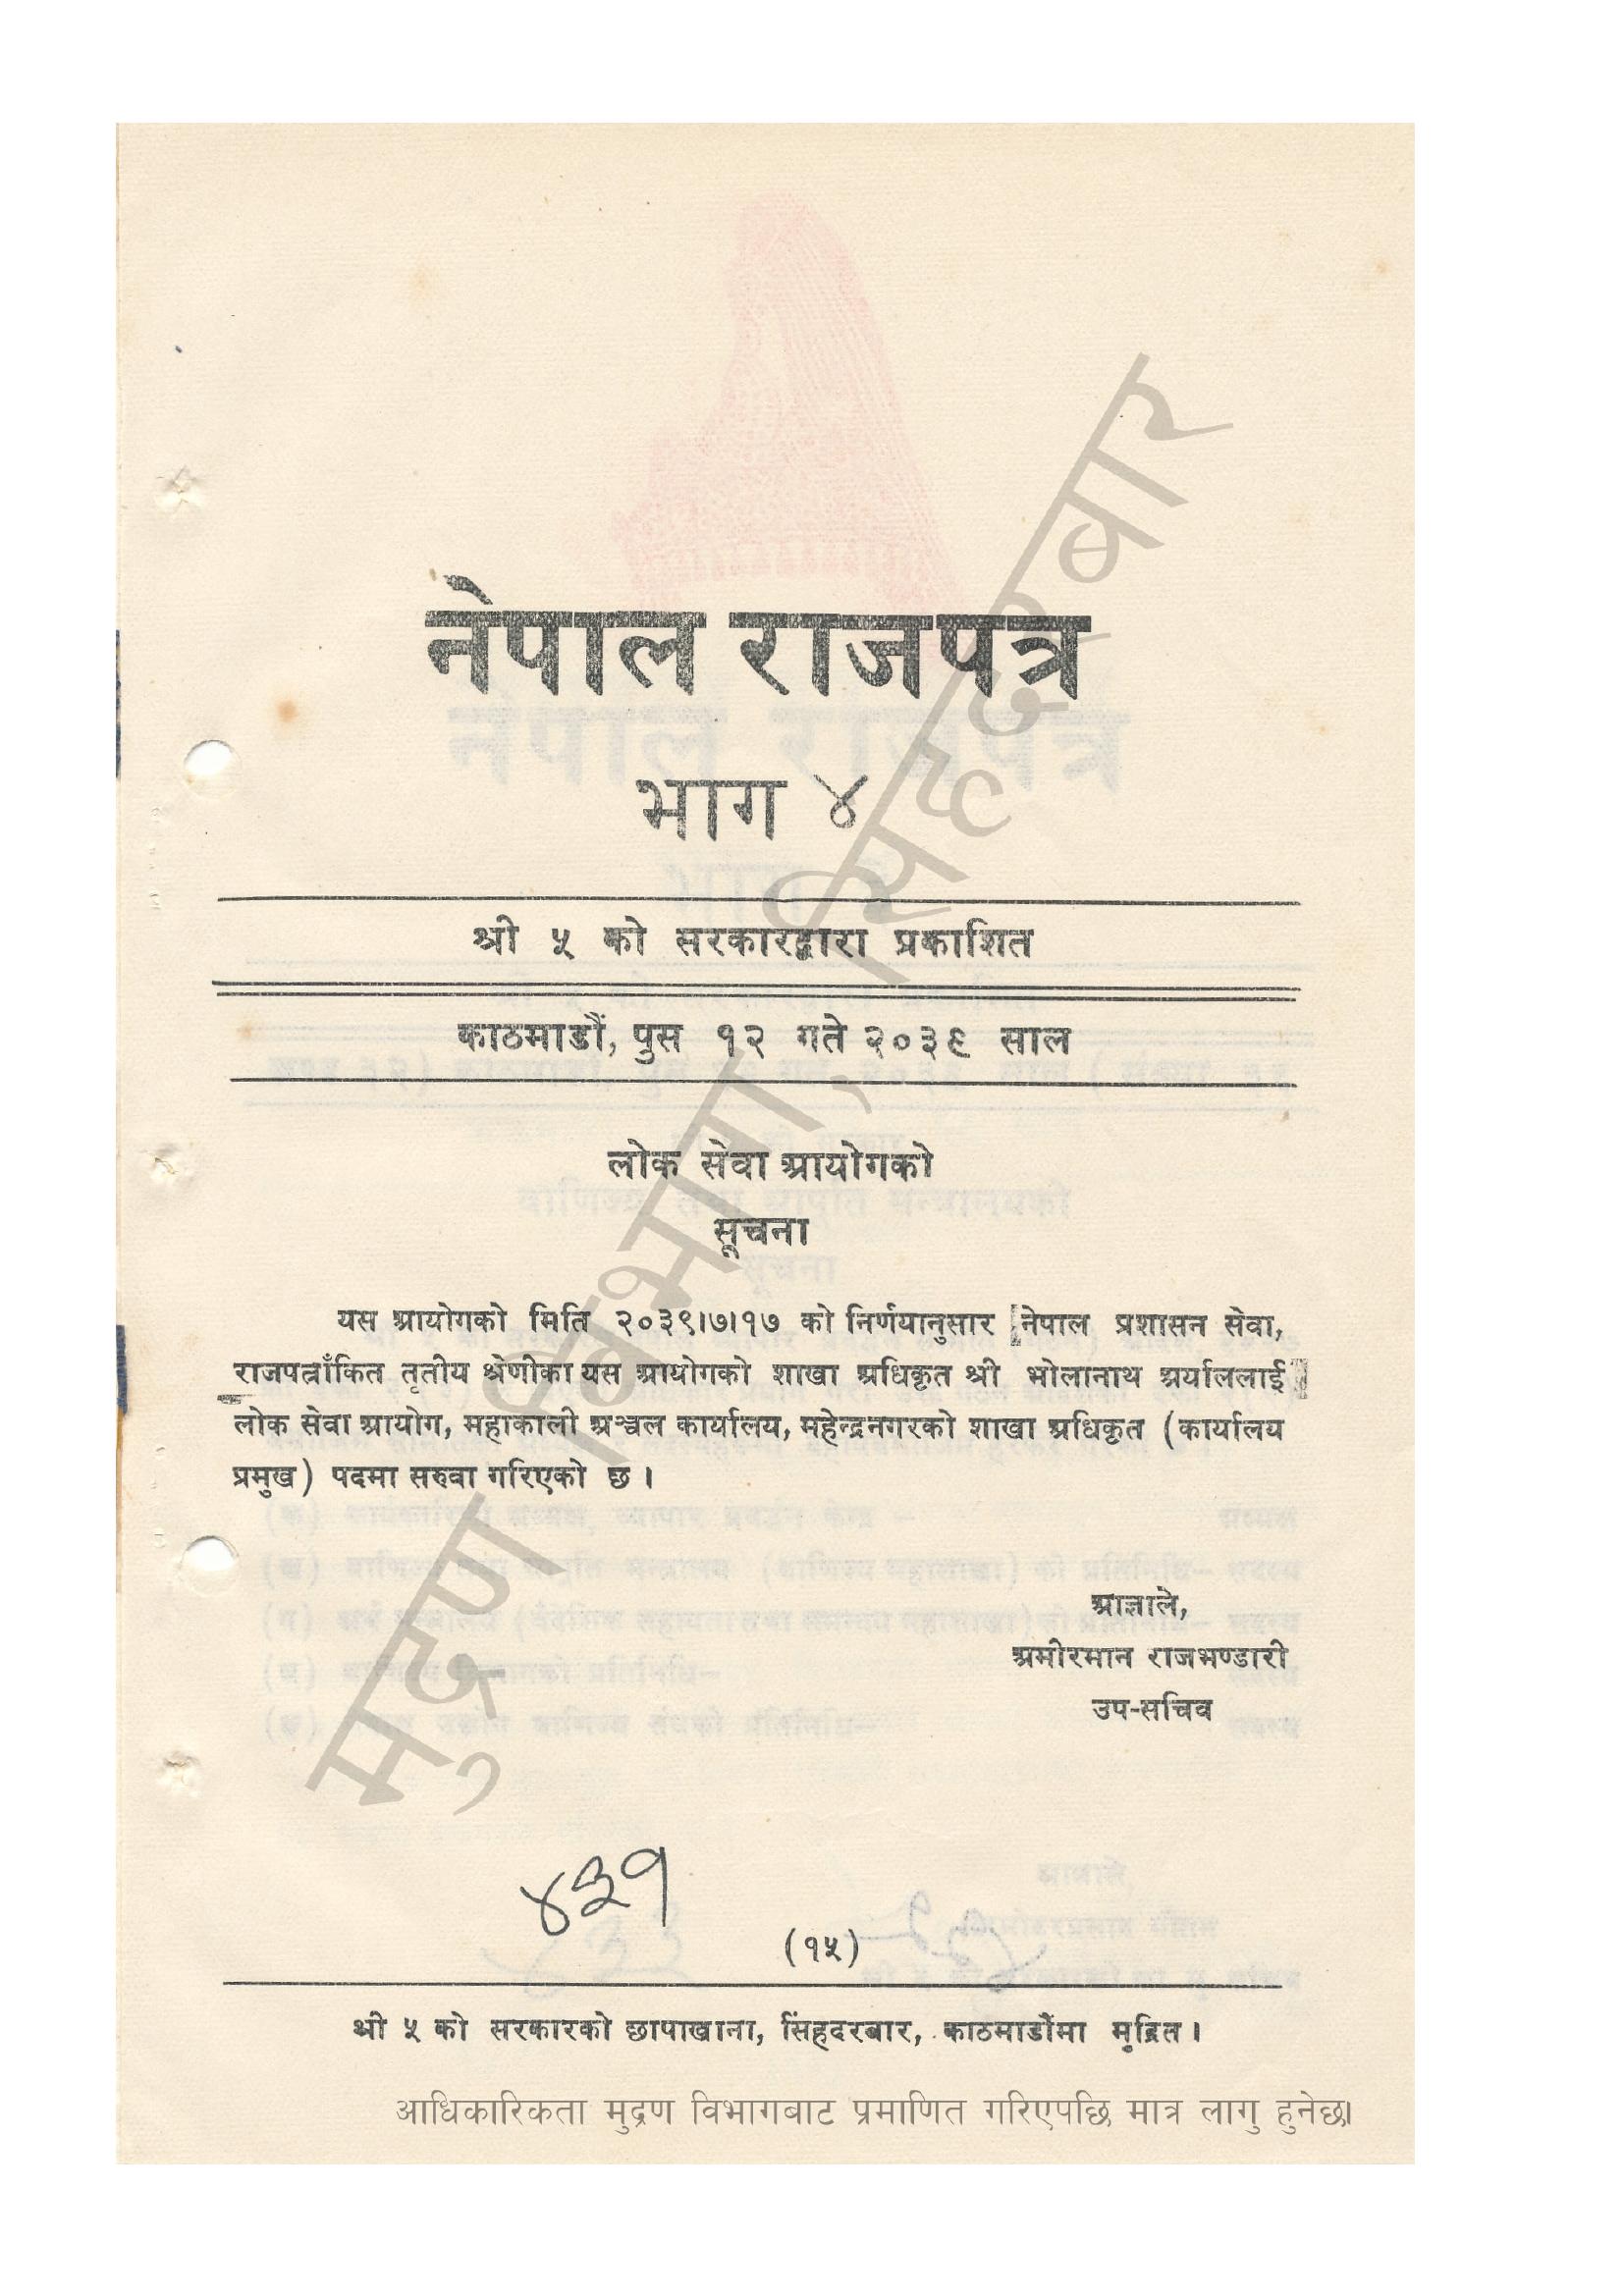 नेपाल राजपत्र
भाग ४
श्री ५ को सरकारद्वारा प्रकाशित
काठमाडौं, पुस १२ गते २०३९ साल
लोक सेवा आयोगको
सूचना
यस आयोगको मिति २०३९।७।१७ को निर्णयानुसार नेपाल प्रशासन सेवा,
राजपत्राँकित तृतीय श्रेणीका यस आयोगको शाखा अधिकृत श्री भोलानाथ अर्याललाई
लोक सेवा आयोग, महाकाली अञ्चल कार्यालय, महेन्द्रनगरको शाखा अधिकृत (कार्यालय
प्रमुख) पदमा सरुवा गरिएको छ ।
आज्ञाले,
अमीरमान राजभण्डारी
उप-सचिव
४३१
(१५)
श्री ५ को सरकारको छापाखाना, सिंहदरबार, काठमाडौंमा मुद्रित ।
आधिकारिकता मुद्रण विभागबाट प्रमाणित गरिएपछि मात्र लागु हुनेछ।
मुद्रण विभाग, सिंहदरबार